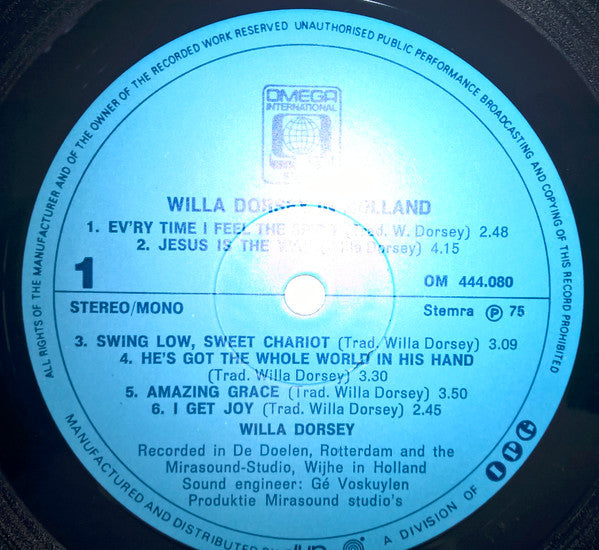 ALL RIGHTS OF THE MANUFACTURER AND OF THE OWNER OF THE RECORDED WORK RESERVED UNAUTHORISED PUBLIC PERFORMANCE BROADCASTING AND COPYING OF THIS RECORD PROHIBITED
OMEGA
INTERNATIONAL
WILLA DORSEY IN HOLLAND
1. EV'RY TIME I FEEL THE (Trad. W. Dorsey) 2.48
2. JESUS IS THE (Willa Dorsey) 4.15
1
OM 444.080
STEREO/MONO
Stemra Ⓟ 75
3. SWING LOW, SWEET CHARIOT (Trad. Willa Dorsey) 3.09
4. HE'S GOT THE WHOLE WORLD IN HIS HAND
(Trad. Willa Dorsey) 3.30
5. AMAZING GRACE (Trad. Willa Dorsey) 3.50
6. I GET JOY (Trad. Willa Dorsey) 2.45
WILLA DORSEY
Recorded in De Doelen, Rotterdam and the
Mirasound-Studio, Wijhe in Holland
Sound engineer: Gé Voskuylen
Produktie Mirasound studio's
MANUFACTURED AND DISTRIBUTED A DIVISION OF